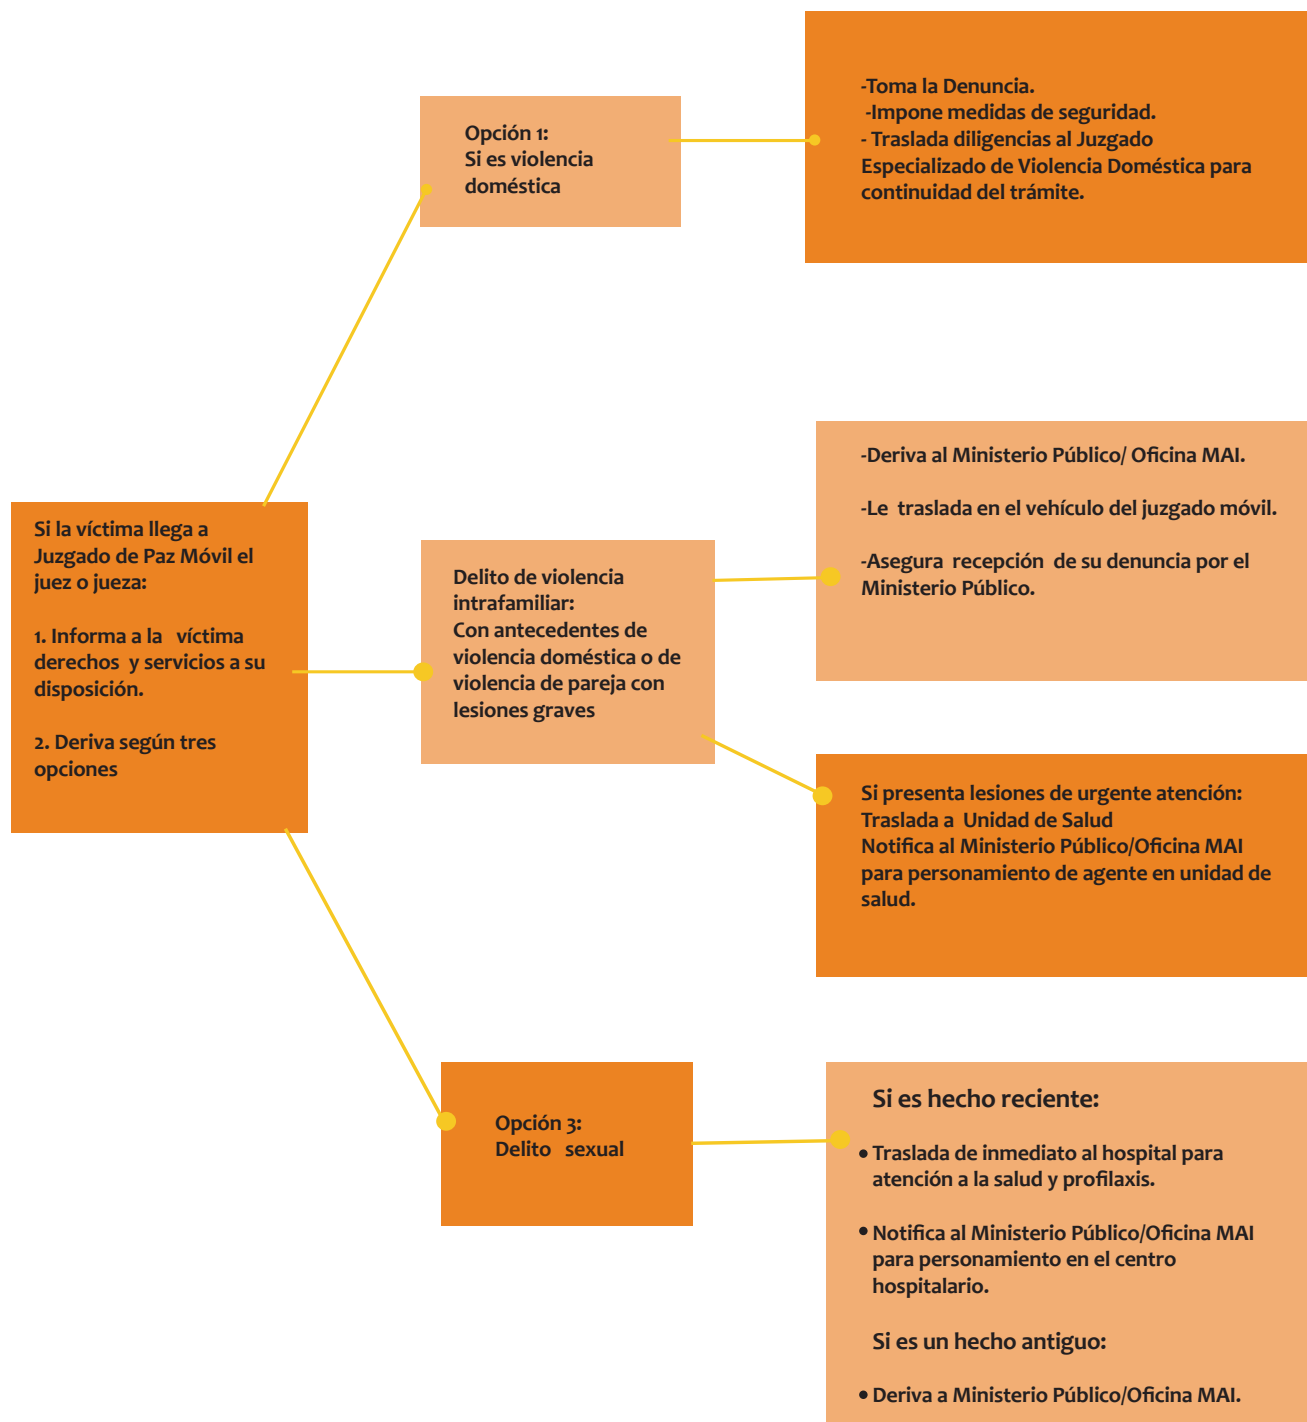 Si la víctima llega a
Juzgado de Paz Móvil el
juez o jueza:
1. Informa a la víctima
derechos y servicios a su
disposición.
2. Deriva según tres
opciones
Opción 1:
Si es violencia
doméstica
-Toma la Denuncia.
-Impone medidas de seguridad.
- Traslada diligencias al Juzgado
Especializado de Violencia Doméstica para
continuidad del trámite.
Delito de violencia
intrafamiliar:
Con antecedentes de
violencia doméstica o de
violencia de pareja con
lesiones graves
-Deriva al Ministerio Público/ Oficina MAI.
-Le traslada en el vehículo del juzgado móvil.
-Asegura recepción de su denuncia por el
Ministerio Público.
Si presenta lesiones de urgente atención:
Traslada a Unidad de Salud
Notifica al Ministerio Público/Oficina MAI
para personamiento de agente en unidad de
salud.
Opción 3:
Delito sexual
Si es hecho reciente:
• Traslada de inmediato al hospital para
atención a la salud y profilaxis.
• Notifica al Ministerio Público/Oficina MAI
para personamiento en el centro
hospitalario.
Si es un hecho antiguo:
• Deriva a Ministerio Público/Oficina MAI.